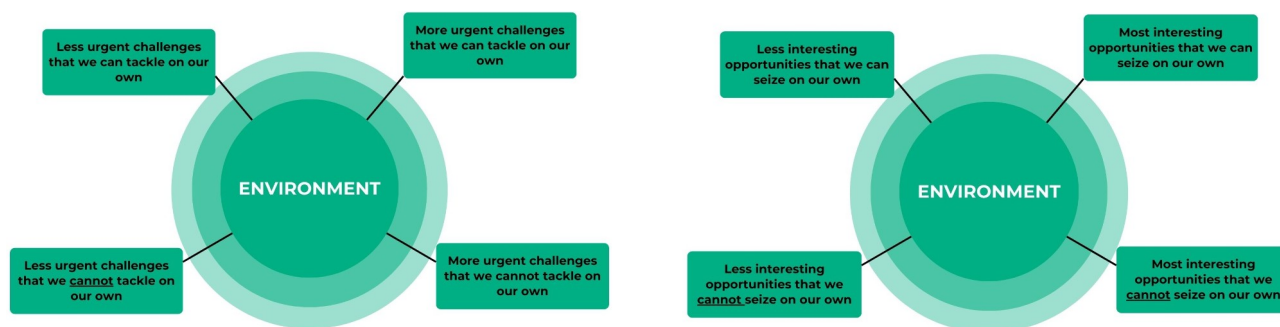 Less urgent challenges
that we can tackle on our
own
More urgent challenges
that we can tackle on our
own
ENVIRONMENT
Less urgent challenges
that we cannot tackle on
our own
More urgent challenges
that we cannot tackle on
our own
Less interesting
opportunities that we can
seize on our own
Most interesting
opportunities that we can
seize on our own
ENVIRONMENT
Less interesting
opportunities that we
cannot seize on our own
Most interesting
opportunities that we
cannot seize on our own